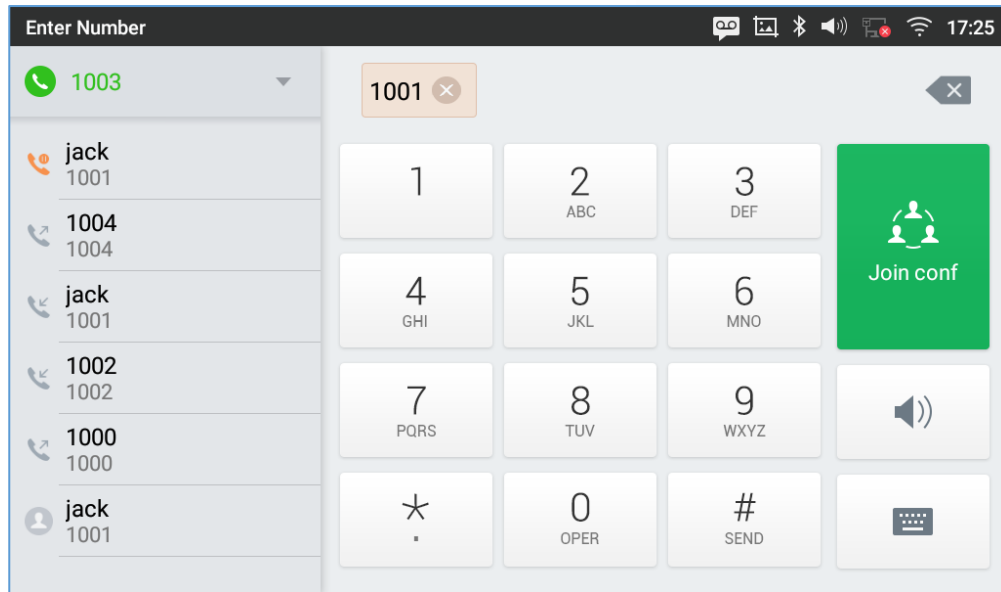 Enter Number
17:25
1003
jack
1001
1004
1004
jack
1001
1002
1002
1000
1000
jack
1001
1001
1
2
ABC
3
DEF
4
GHI
5
JKL
6
MNO
7
PQRS
8
TUV
9
WXYZ
*
.
0
OPER
#
SEND
Join conf